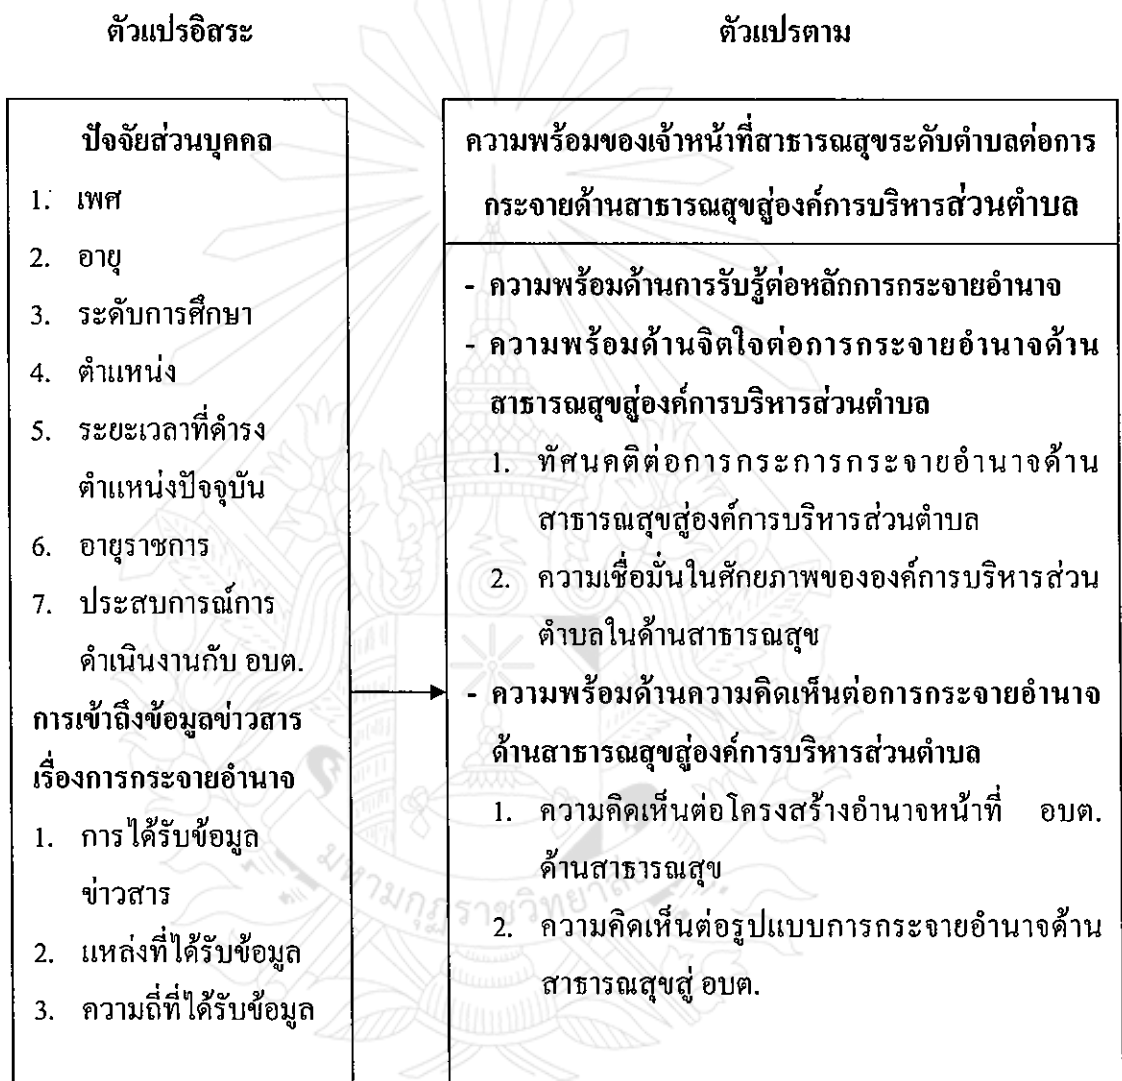 ตัวแปรอิสระ
ตัวแปรตาม
ปัจจัยส่วนบุคคล
1. เพศ
2. อายุ
3. ระดับการศึกษา
4. ตำแหน่ง
5. ระยะเวลาที่ดำรง
ตำแหน่งปัจจุบัน
6. อายุราชการ
7. ประสบการณ์การ
ดำเนินงานกับ อบต.
การเข้าถึงข้อมูลข่าวสาร
เรื่องการกระจายอำนาจ
1. การได้รับข้อมูล
ข่าวสาร
2. แหล่งที่ได้รับข้อมูล
3. ความถี่ที่ได้รับข้อมูล
ความพร้อมของเจ้าหน้าที่สาธารณสุขระดับตำบลต่อการ
กระจายด้านสาธารณสุขสู่องค์การบริหารส่วนตำบล
- ความพร้อมด้านการรับรู้ต่อหลักการกระจายอำนาจ
- ความพร้อมด้านจิตใจต่อการกระจายอำนาจด้าน
สาธารณสุขสู่องค์การบริหารส่วนตำบล
1. ทัศนคติต่อการกระการกระจายอำนาจด้าน
สาธารณสุขสู่องค์การบริหารส่วนตำบล
2. ความเชื่อมั่นในศักยภาพขององค์การบริหารส่วน
ตำบลในด้านสาธารณสุข
- ความพร้อมด้านความคิดเห็นต่อการกระจายอำนาจ
ด้านสาธารณสุขสู่องค์การบริหารส่วนตำบล
1. ความคิดเห็นต่อโครงสร้างอำนาจหน้าที่ อบต.
ด้านสาธารณสุข
2. ความคิดเห็นต่อรูปแบบการกระจายอำนาจด้าน
สาธารณสุขสู่ อบต.